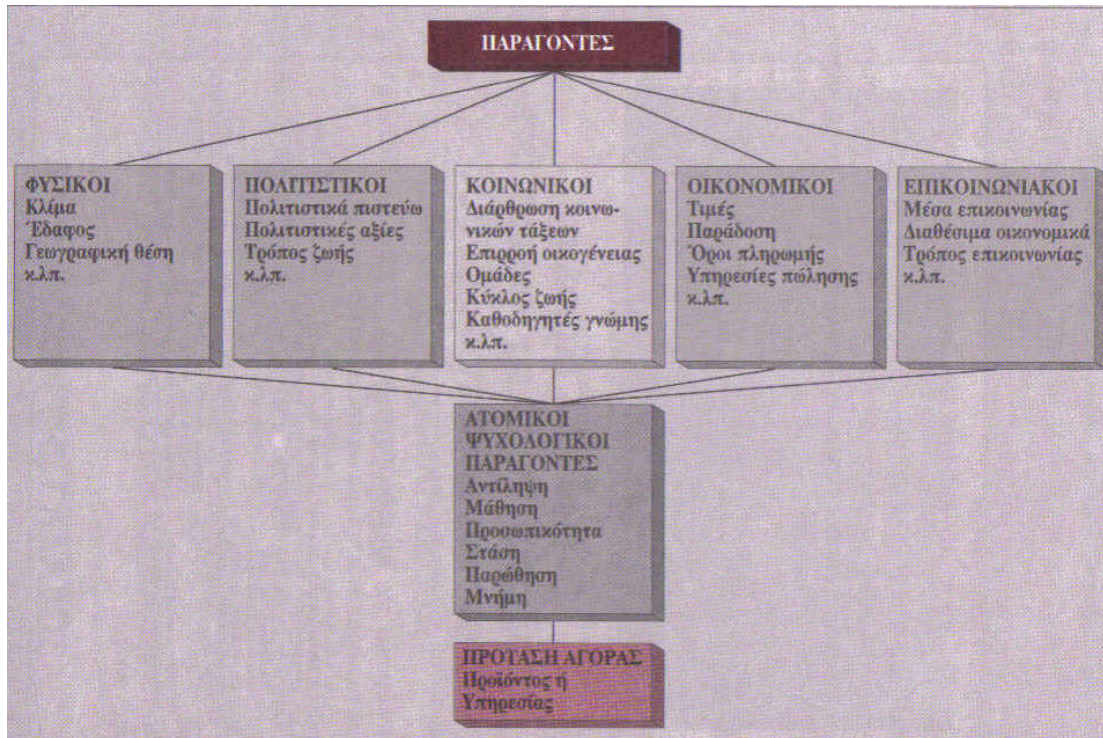 ΠΑΡΑΓΟΝΤΕΣ
ΦΥΣΙΚΟΙ
Κλίμα
Έδαφος
Γεωγραφική θέση
κ.λπ.
ΠΟΛΙΤΙΣΤΙΚΟΙ
Πολιτιστικά πιστεύω
Πολιτιστικές αξίες
Τρόπος ζωής
κ.λπ.
ΚΟΙΝΩΝΙΚΟΙ
Διάρθρωση κοινω-
νικών τάξεων
Επιρροή οικογένειας
Ομάδες
Κύκλος ζωής
Καθοδηγητές γνώμης
κ.λπ.
ΟΙΚΟΝΟΜΙΚΟΙ
Τιμές
Παράδοση
Όροι πληρωμής
Υπηρεσίες πώλησης
κ.λπ.
ΕΠΙΚΟΙΝΩΝΙΑΚΟΙ
Μέσα επικοινωνίας
Διαθέσιμα οικονομικά
Τρόπος επικοινωνίας
κ.λπ.
ΑΤΟΜΙΚΟΙ
ΨΥΧΟΛΟΓΙΚΟΙ
ΠΑΡΑΓΟΝΤΕΣ
Αντίληψη
Μάθηση
Προσωπικότητα
Στάση
Παρώθηση
Μνήμη
ΠΡΟΤΑΣΗ ΑΓΟΡΑΣ
Προϊόντος ή
Υπηρεσίας